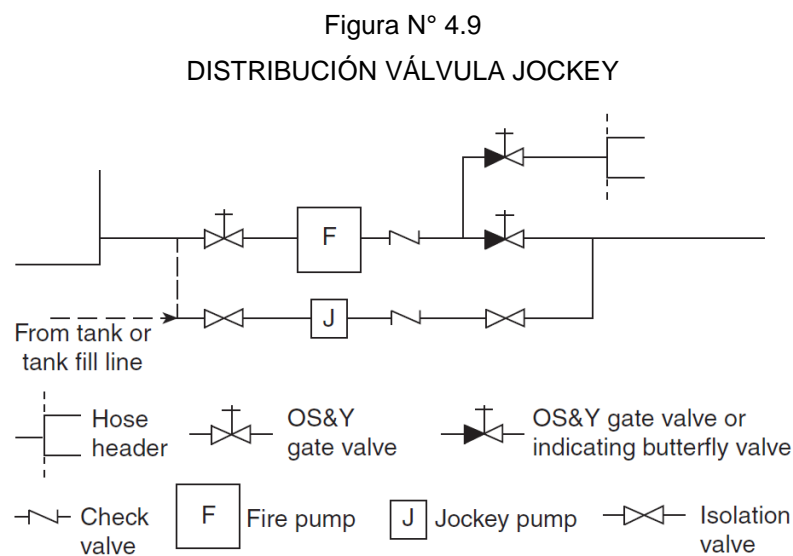 Figura N° 4.9
DISTRIBUCIÓN VÁLVULA JOCKEY
F
J
From tank or
tank fill line
Hose
header
OS&Y
gate valve
OS&Y gate valve or
indicating butterfly valve
Check
valve
F
Fire pump
J
Jockey pump
Isolation
valve